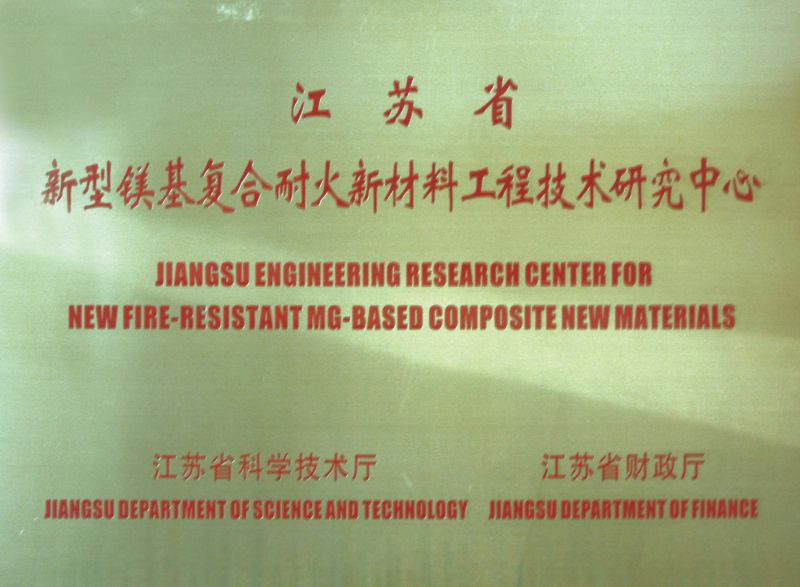 江苏省
新型镁基复合耐火新材料工程技术研究中心
JIANGSU ENGINEERING RESEARCH CENTER FOR
NEW FIRE-RESISTANT MG-BASED COMPOSITE NEW MATERIALS
江苏省科学技术厅 江苏省财政厅
JIANGSU DEPARTMENT OF SCIENCE AND TECHNOLOGY JIANGSU DEPARTMENT OF FINANCE